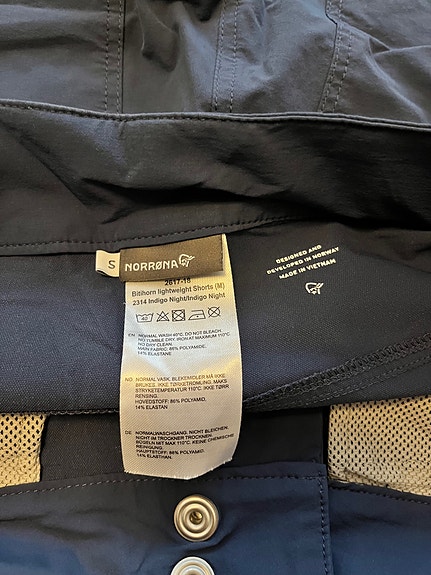 S
NORRØNA
2617-18
Bitihorn lightweight Shorts (M)
2314 Indigo Night/Indigo Night
40
EN: NORMAL WASH 40°C. DO NOT BLEACH.
NO TUMBLE DRY. IRON AT MAXIMUM 110°C.
NO DRY CLEAN.
MAIN FABRIC: 86% POLYAMIDE,
14% ELASTANE
NO: NORMAL VASK. BLEKEMIDLER MÅ IKKE
BRUKES. IKKE TØRKETROMLING. MAKS
STRYKETEMPERATUR 110°C. IKKE TØRR
RENSING.
HOVEDSTOFF: 86% POLYAMID,
14% ELASTAN
DE: NORMALWASCHGANG. NICHT BLEICHEN.
NICHT IM TROCKNER TROCKNEN.
BÜGELN MIT MAX 110°C. KEINE CHEMISCHE
REINIGUNG.
HAUPTSTOFF: 86% POLYAMID,
14% ELASTHAN.
DESIGNED AND
DEVELOPED IN NORWAY
MADE IN VIETNAM